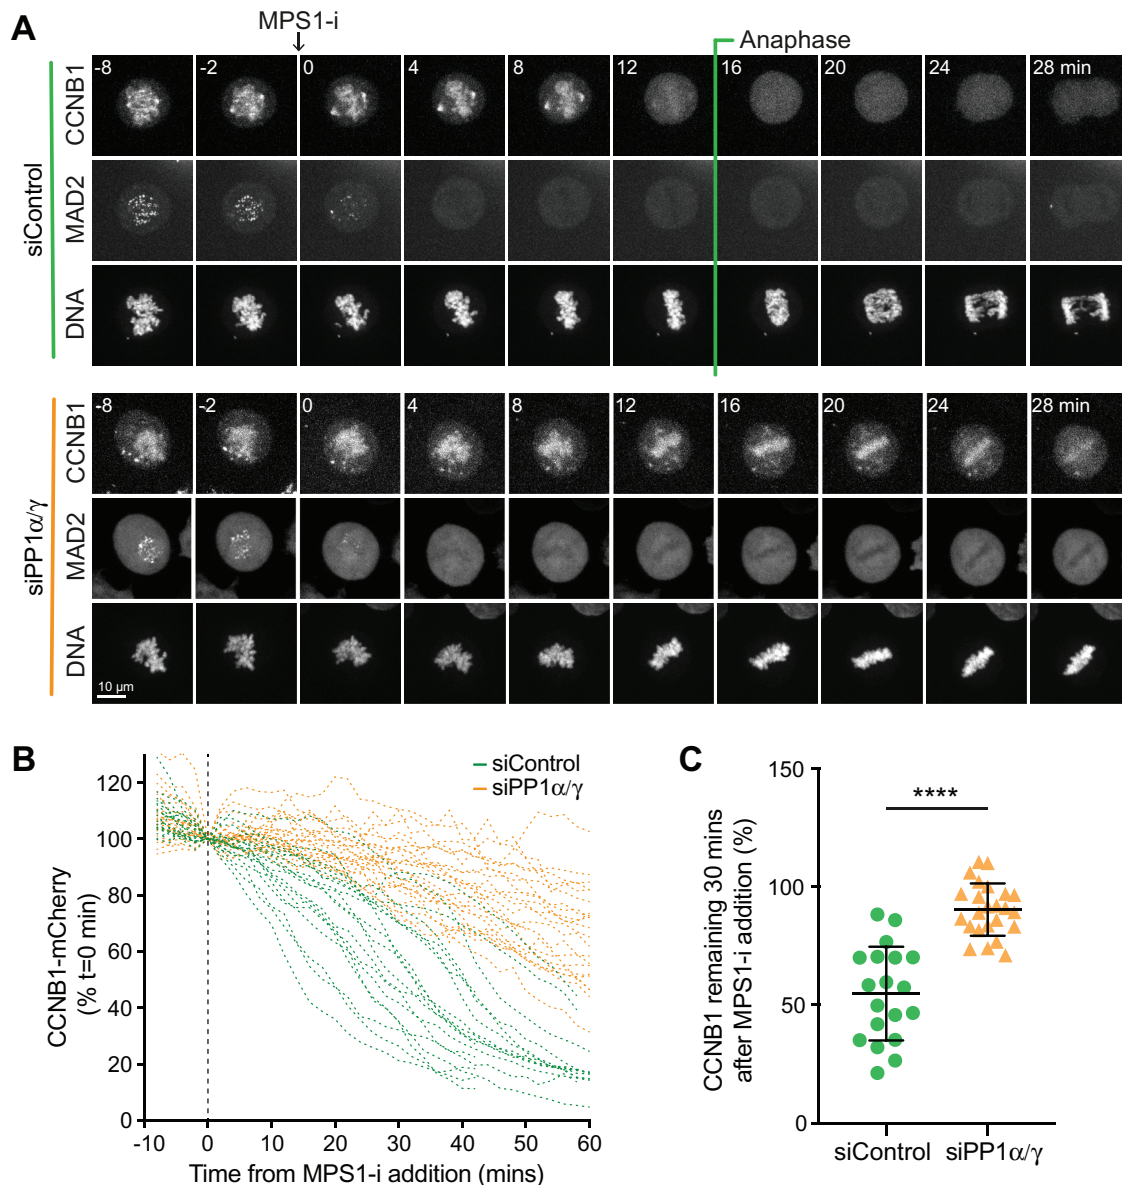 A
MPS1-i
Anaphase
siControl
CCNB1
-8 -2 0 4 8 12 16 20 24 28 min
MAD2
DNA
siPP1α/γ
CCNB1
-8 -2 0 4 8 12 16 20 24 28 min
MAD2
DNA
10 µm
B
siControl
siPP1α/γ
CCNB1-mCherry
(% t=0 min)
120
100
80
60
40
20
0
-10 0 10 20 30 40 50 60
Time from MPS1-i addition (mins)
C
CCNB1 remaining 30 mins
after MPS1-i addition (%)
150
100
50
0
****
siControl siPP1α/γ